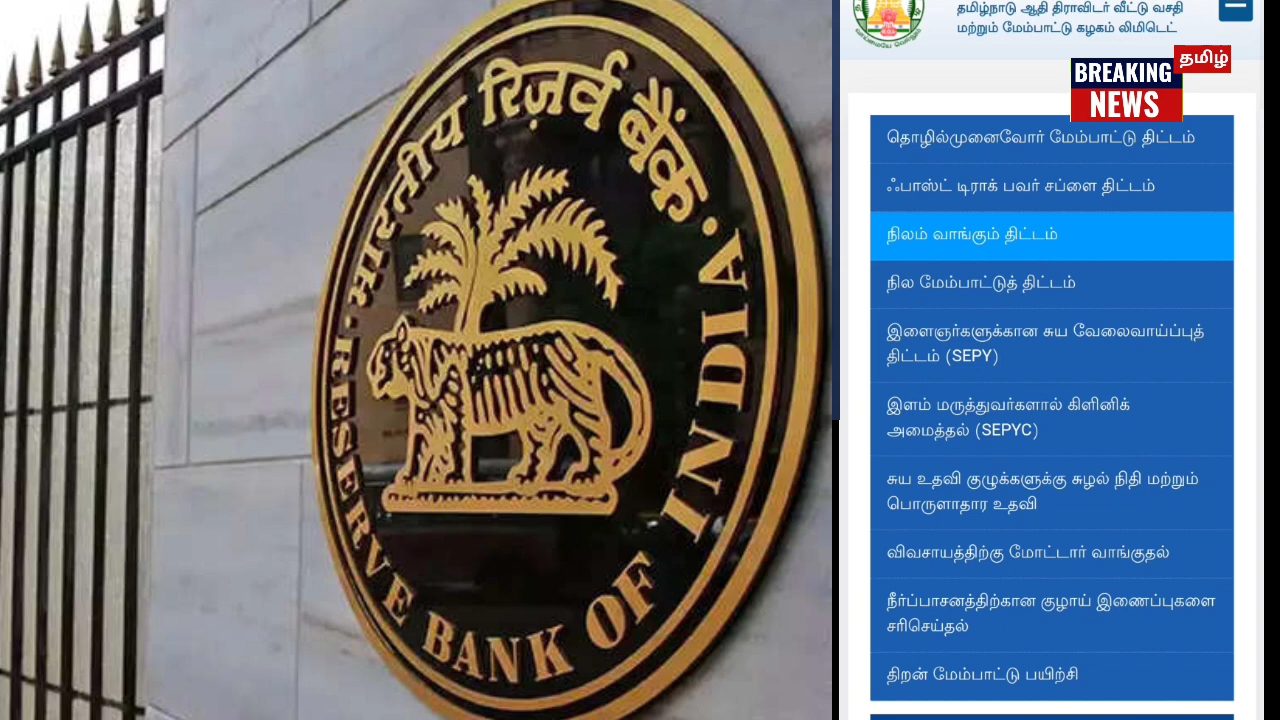 भारतीय रिज़र्व बैंक
RESERVE BANK OF INDIA
தமிழ்நாடு ஆதி திராவிடர் வீட்டு வசதி
மற்றும் மேம்பாட்டு கழகம் லிமிடெட்
வாய்மையே வெல்லும்
தமிழ்
BREAKING
NEWS
தொழில்முனைவோர் மேம்பாட்டு திட்டம்
ஃபாஸ்ட் டிராக் பவர் சப்ளை திட்டம்
நிலம் வாங்கும் திட்டம்
நில மேம்பாட்டுத் திட்டம்
இளைஞர்களுக்கான சுய வேலைவாய்ப்புத்
திட்டம் (SEPY)
இளம் மருத்துவர்களால் கிளினிக்
அமைத்தல் (SEPYC)
சுய உதவி குழுக்களுக்கு சுழல் நிதி மற்றும்
பொருளாதார உதவி
விவசாயத்திற்கு மோட்டார் வாங்குதல்
நீர்ப்பாசனத்திற்கான குழாய் இணைப்புகளை
சரிசெய்தல்
திறன் மேம்பாட்டு பயிற்சி